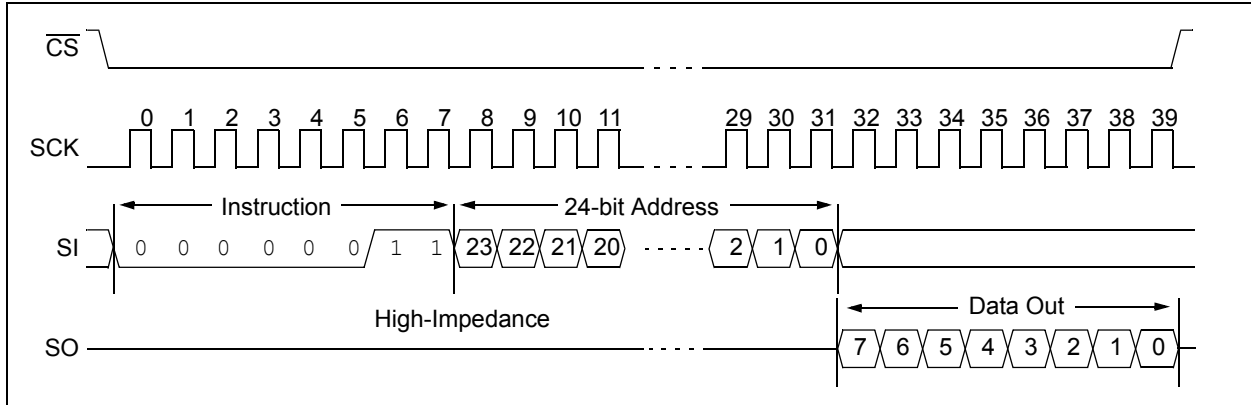 CS
0 1 2 3 4 5 6 7 8 9 10 11 29 30 31 32 33 34 35 36 37 38 39
SCK
Instruction 24-bit Address
SI 0 0 0 0 0 0 1 1 23 22 21 20 2 1 0
Data Out
High-Impedance
SO 7 6 5 4 3 2 1 0